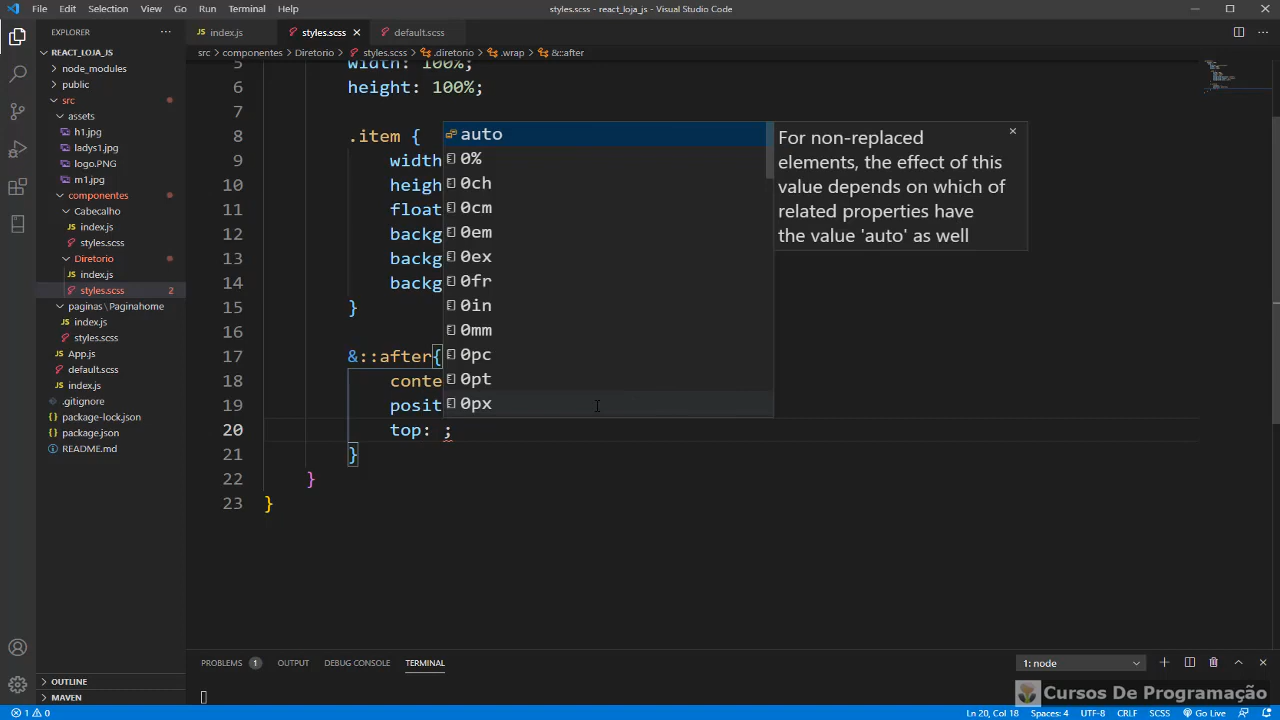 File Edit Selection View Go Run Terminal Help
styles.scss - react_loja_js - Visual Studio Code
EXPLORER ...
index.js styles.scss × default.scss
REACT_LOJA_JS
src > componentes > Diretorio > styles.scss > .diretorio > .wrap > &::after
node_modules
public
src
assets
h1.jpg
ladys1.jpg
logo.PNG
m1.jpg
componentes
Cabecalho
index.js
styles.scss
Diretorio
index.js
styles.scss 2
paginas\Paginahome
index.js
styles.scss
App.js
default.scss
index.js
.gitignore
package-lock.json
package.json
README.md
OUTLINE
MAVEN
5 width: 100%;
6 height: 100%;
7
8 .item {
9 width
10 heigh
11 float
12 backg
13 backg
14 backg
15 }
16
17 &::after{
18 conte
19 posit
20 top: ;
21 }
22 }
23 }
auto
0%
0ch
0cm
0em
0ex
0fr
0in
0mm
0pc
0pt
0px
For non-replaced
elements, the effect of this
value depends on which of
related properties have
the value 'auto' as well
PROBLEMS 1 OUTPUT DEBUG CONSOLE TERMINAL
1: node
Cursos De Programação
1 0
Ln 20, Col 18 Spaces: 4 UTF-8 CRLF SCSS Go Live